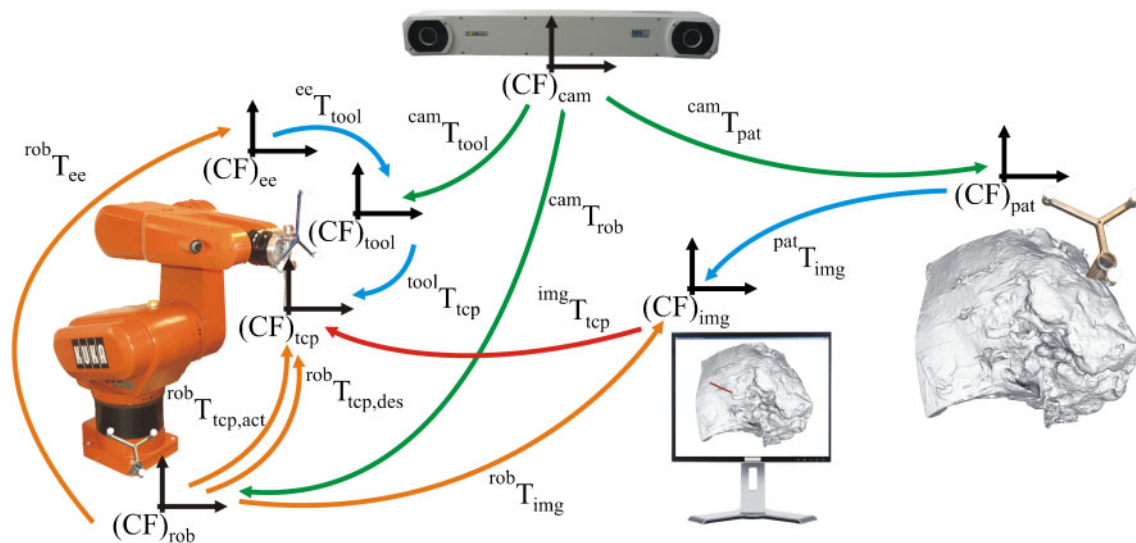 (CF)cam
eeTtool
camTtool
camTpat
robTee
(CF)ee
(CF)pat
camTrob
(CF)tool
patTimg
toolTtcp
imgTtcp
(CF)img
(CF)tcp
KUKA
robTtcp,act
robTtcp,des
robTimg
(CF)rob